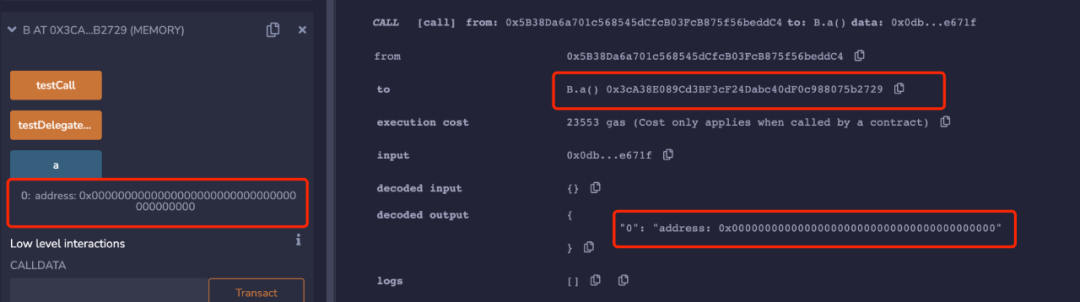 B AT 0X3CA...B2729 (MEMORY)
testCall
testDelegate...
a
0: address: 0x0000000000000000000000000000000
000000000
Low level interactions
i
CALLDATA
Transact
CALL [call] from: 0x5B38Da6a701c568545dCfcB03FcB875f56beddC4 to: B.a() data: 0x0db...e671f
from 0x5B38Da6a701c568545dCfcB03FcB875f56beddC4
to B.a() 0x3cA38E089Cd3BF3cF24Dabc40dF0c988075b2729
execution cost 23553 gas (Cost only applies when called by a contract)
input 0x0db...e671f
decoded input {}
decoded output {
"0": "address: 0x0000000000000000000000000000000000000000"
}
logs []